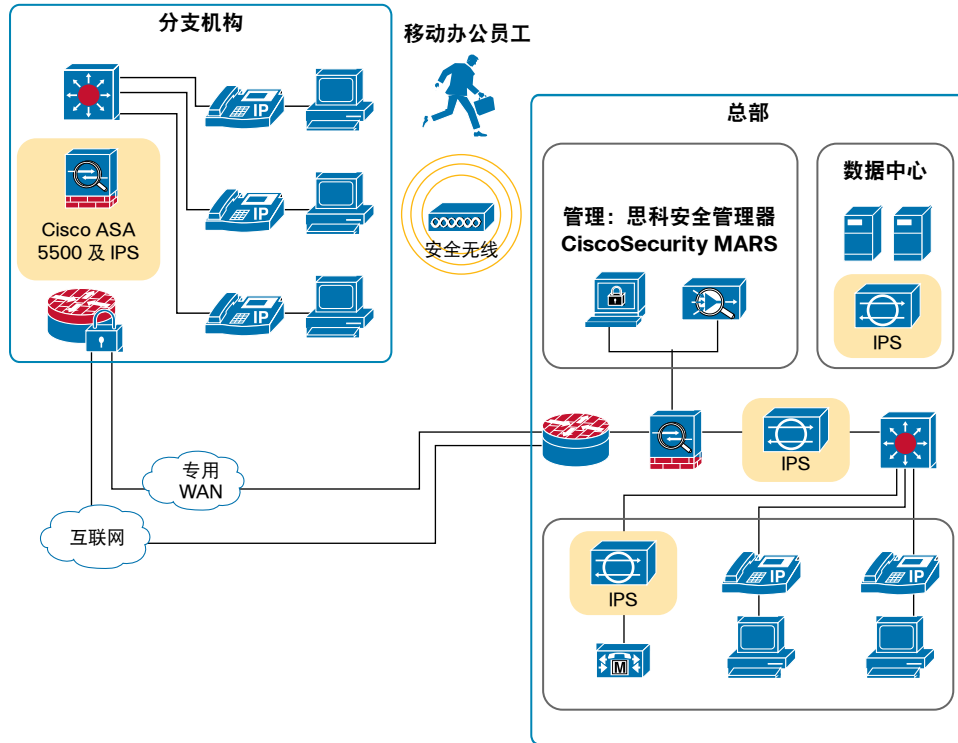 分支机构
IP
IP
IP
Cisco ASA
5500 及 IPS
移动办公员工
安全无线
总部
管理：思科安全管理器
CiscoSecurity MARS
数据中心
IPS
IPS
专用
WAN
互联网
IPS
M
IP
IP